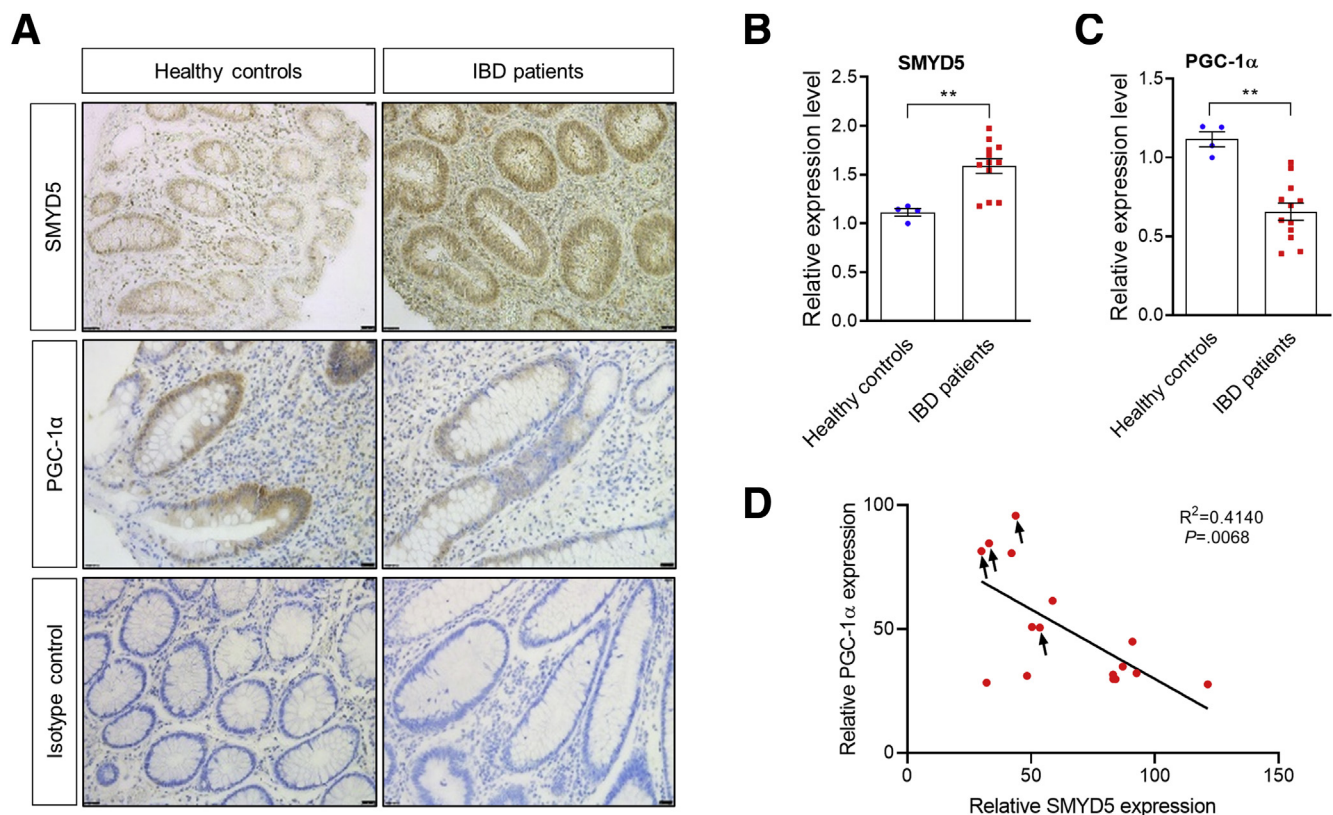 A
Healthy controls
IBD patients
SMYD5
PGC-1α
Isotype control
B
SMYD5
Relative expression level
2.5
2.0
1.5
1.0
0.5
0.0
**
Healthy controls
IBD patients
C
PGC-1α
Relative expression level
1.5
1.0
0.5
0.0
**
Healthy controls
IBD patients
D
Relative PGC-1α expression
100
50
0
R²=0.4140
P=.0068
0
50
100
150
Relative SMYD5 expression